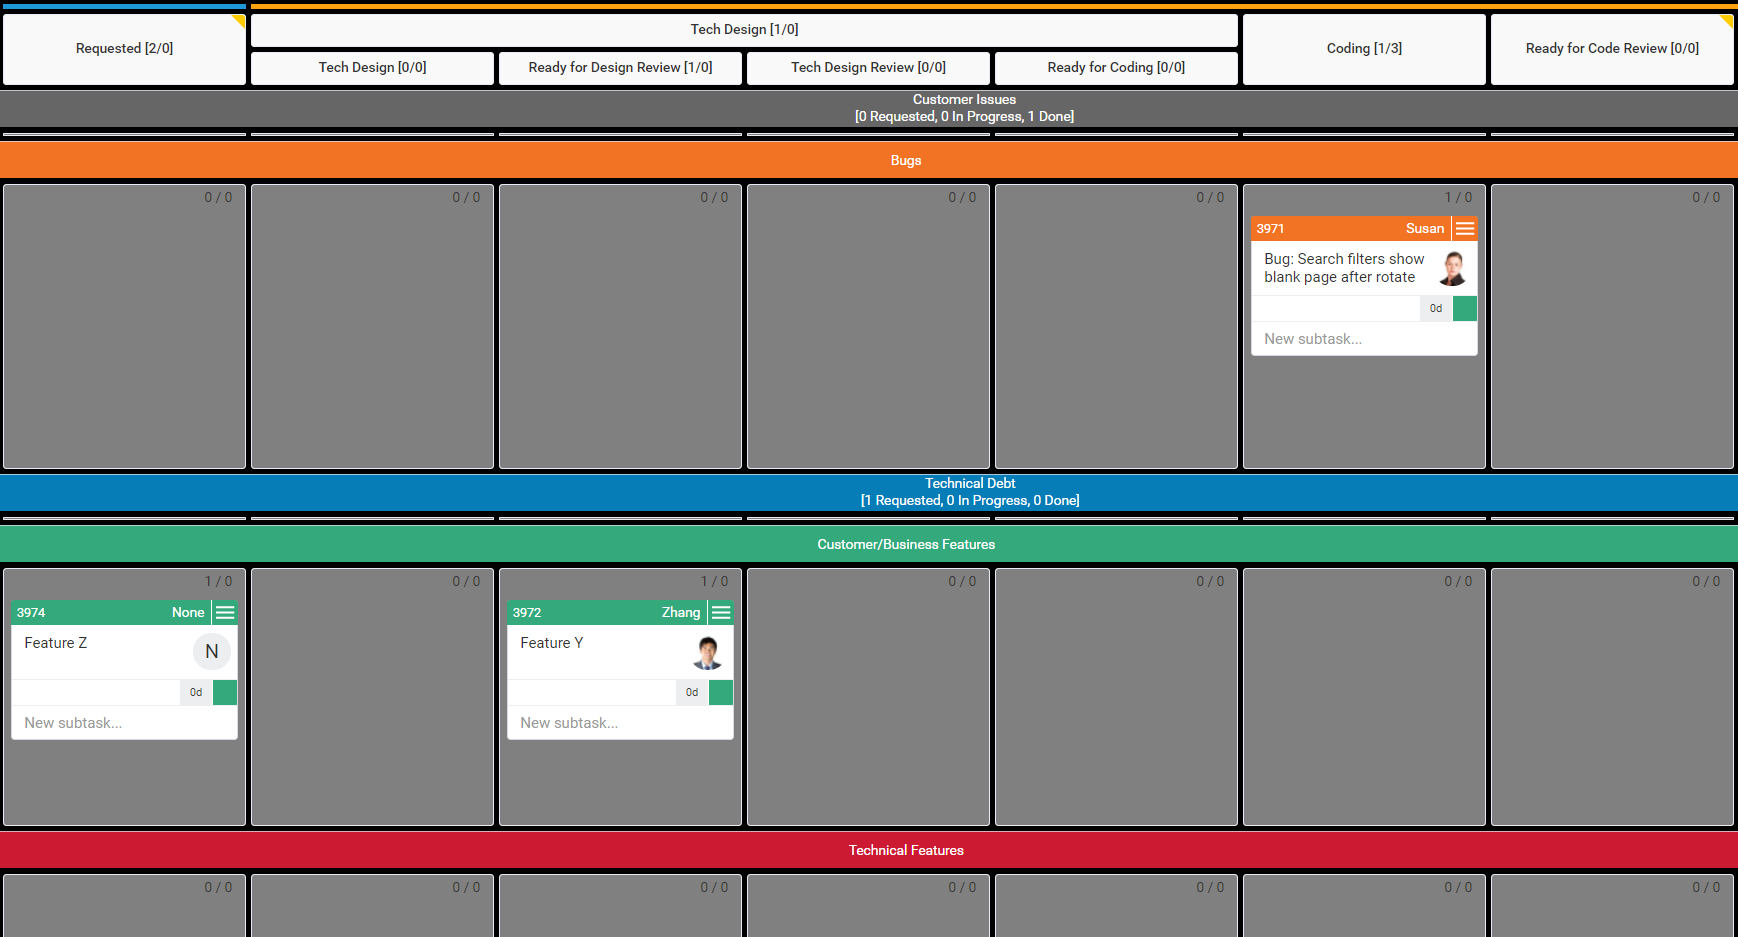 Requested [2/0]
Tech Design [1/0]
Tech Design [0/0]
Ready for Design Review [1/0]
Tech Design Review [0/0]
Ready for Coding [0/0]
Coding [1/3]
Ready for Code Review [0/0]
Customer Issues
[0 Requested, 0 In Progress, 1 Done]
Bugs
0 / 0
0 / 0
0 / 0
0 / 0
0 / 0
1 / 0
0 / 0
3971
Susan
Bug: Search filters show
blank page after rotate
0d
New subtask...
Technical Debt
[1 Requested, 0 In Progress, 0 Done]
Customer/Business Features
1 / 0
0 / 0
1 / 0
0 / 0
0 / 0
0 / 0
0 / 0
3974
None
Feature Z
N
0d
New subtask...
3972
Zhang
Feature Y
0d
New subtask...
Technical Features
0 / 0
0 / 0
0 / 0
0 / 0
0 / 0
0 / 0
0 / 0